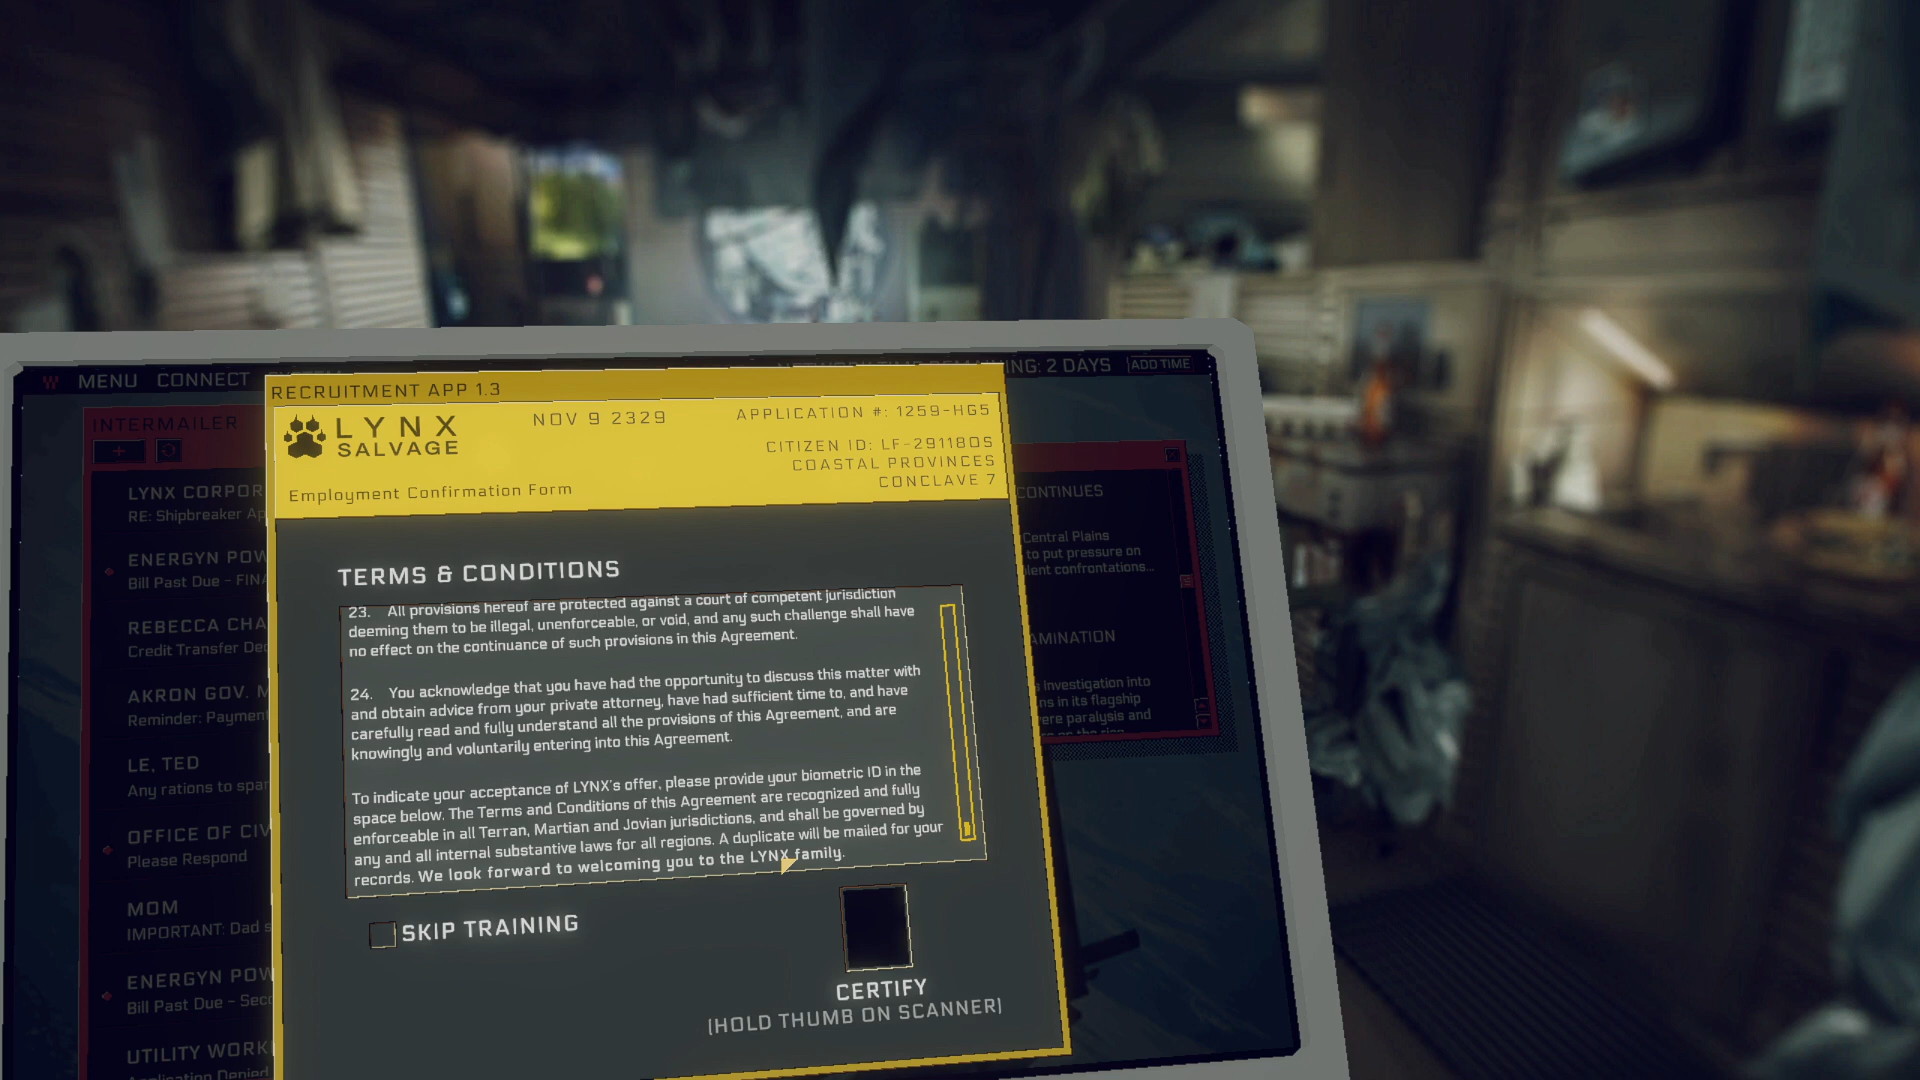 MENU CONNECT
ING: 2 DAYS
ADD TIME
INTERMAILER
LYNX CORPOR
RE: Shipbreaker Ap
ENERGYN POW
Bill Past Due - FINA
REBECCA CHA
Credit Transfer De
AKRON GOV. M
Reminder: Paymen
LE, TED
Any rations to spar
OFFICE OF CIV
Please Respond
MOM
IMPORTANT: Dad s
ENERGYN POW
Bill Past Due - Sec
UTILITY WORK
Application Denied
RECRUITMENT APP 1.3
LYNX
SALVAGE
NOV 9 2329
APPLICATION #: 1259-HG5
CITIZEN ID: LF-29118OS
COASTAL PROVINCES
CONCLAVE 7
Employment Confirmation Form
TERMS & CONDITIONS
23. All provisions hereof are protected against a court of competent jurisdiction
deeming them to be illegal, unenforceable, or void, and any such challenge shall have
no effect on the continuance of such provisions in this Agreement.
24. You acknowledge that you have had the opportunity to discuss this matter with
and obtain advice from your private attorney, have had sufficient time to, and have
carefully read and fully understand all the provisions of this Agreement, and are
knowingly and voluntarily entering into this Agreement.
To indicate your acceptance of LYNX's offer, please provide your biometric ID in the
space below. The Terms and Conditions of this Agreement are recognized and fully
enforceable in all Terran, Martian and Jovian jurisdictions, and shall be governed by
any and all internal substantive laws for all regions. A duplicate will be mailed for your
records. We look forward to welcoming you to the LYNX family.
SKIP TRAINING
CERTIFY
(HOLD THUMB ON SCANNER)
CONTINUES
Central Plains
to put pressure on
lent confrontations...
AMINATION
s investigation into
ns in its flagship
vere paralysis and